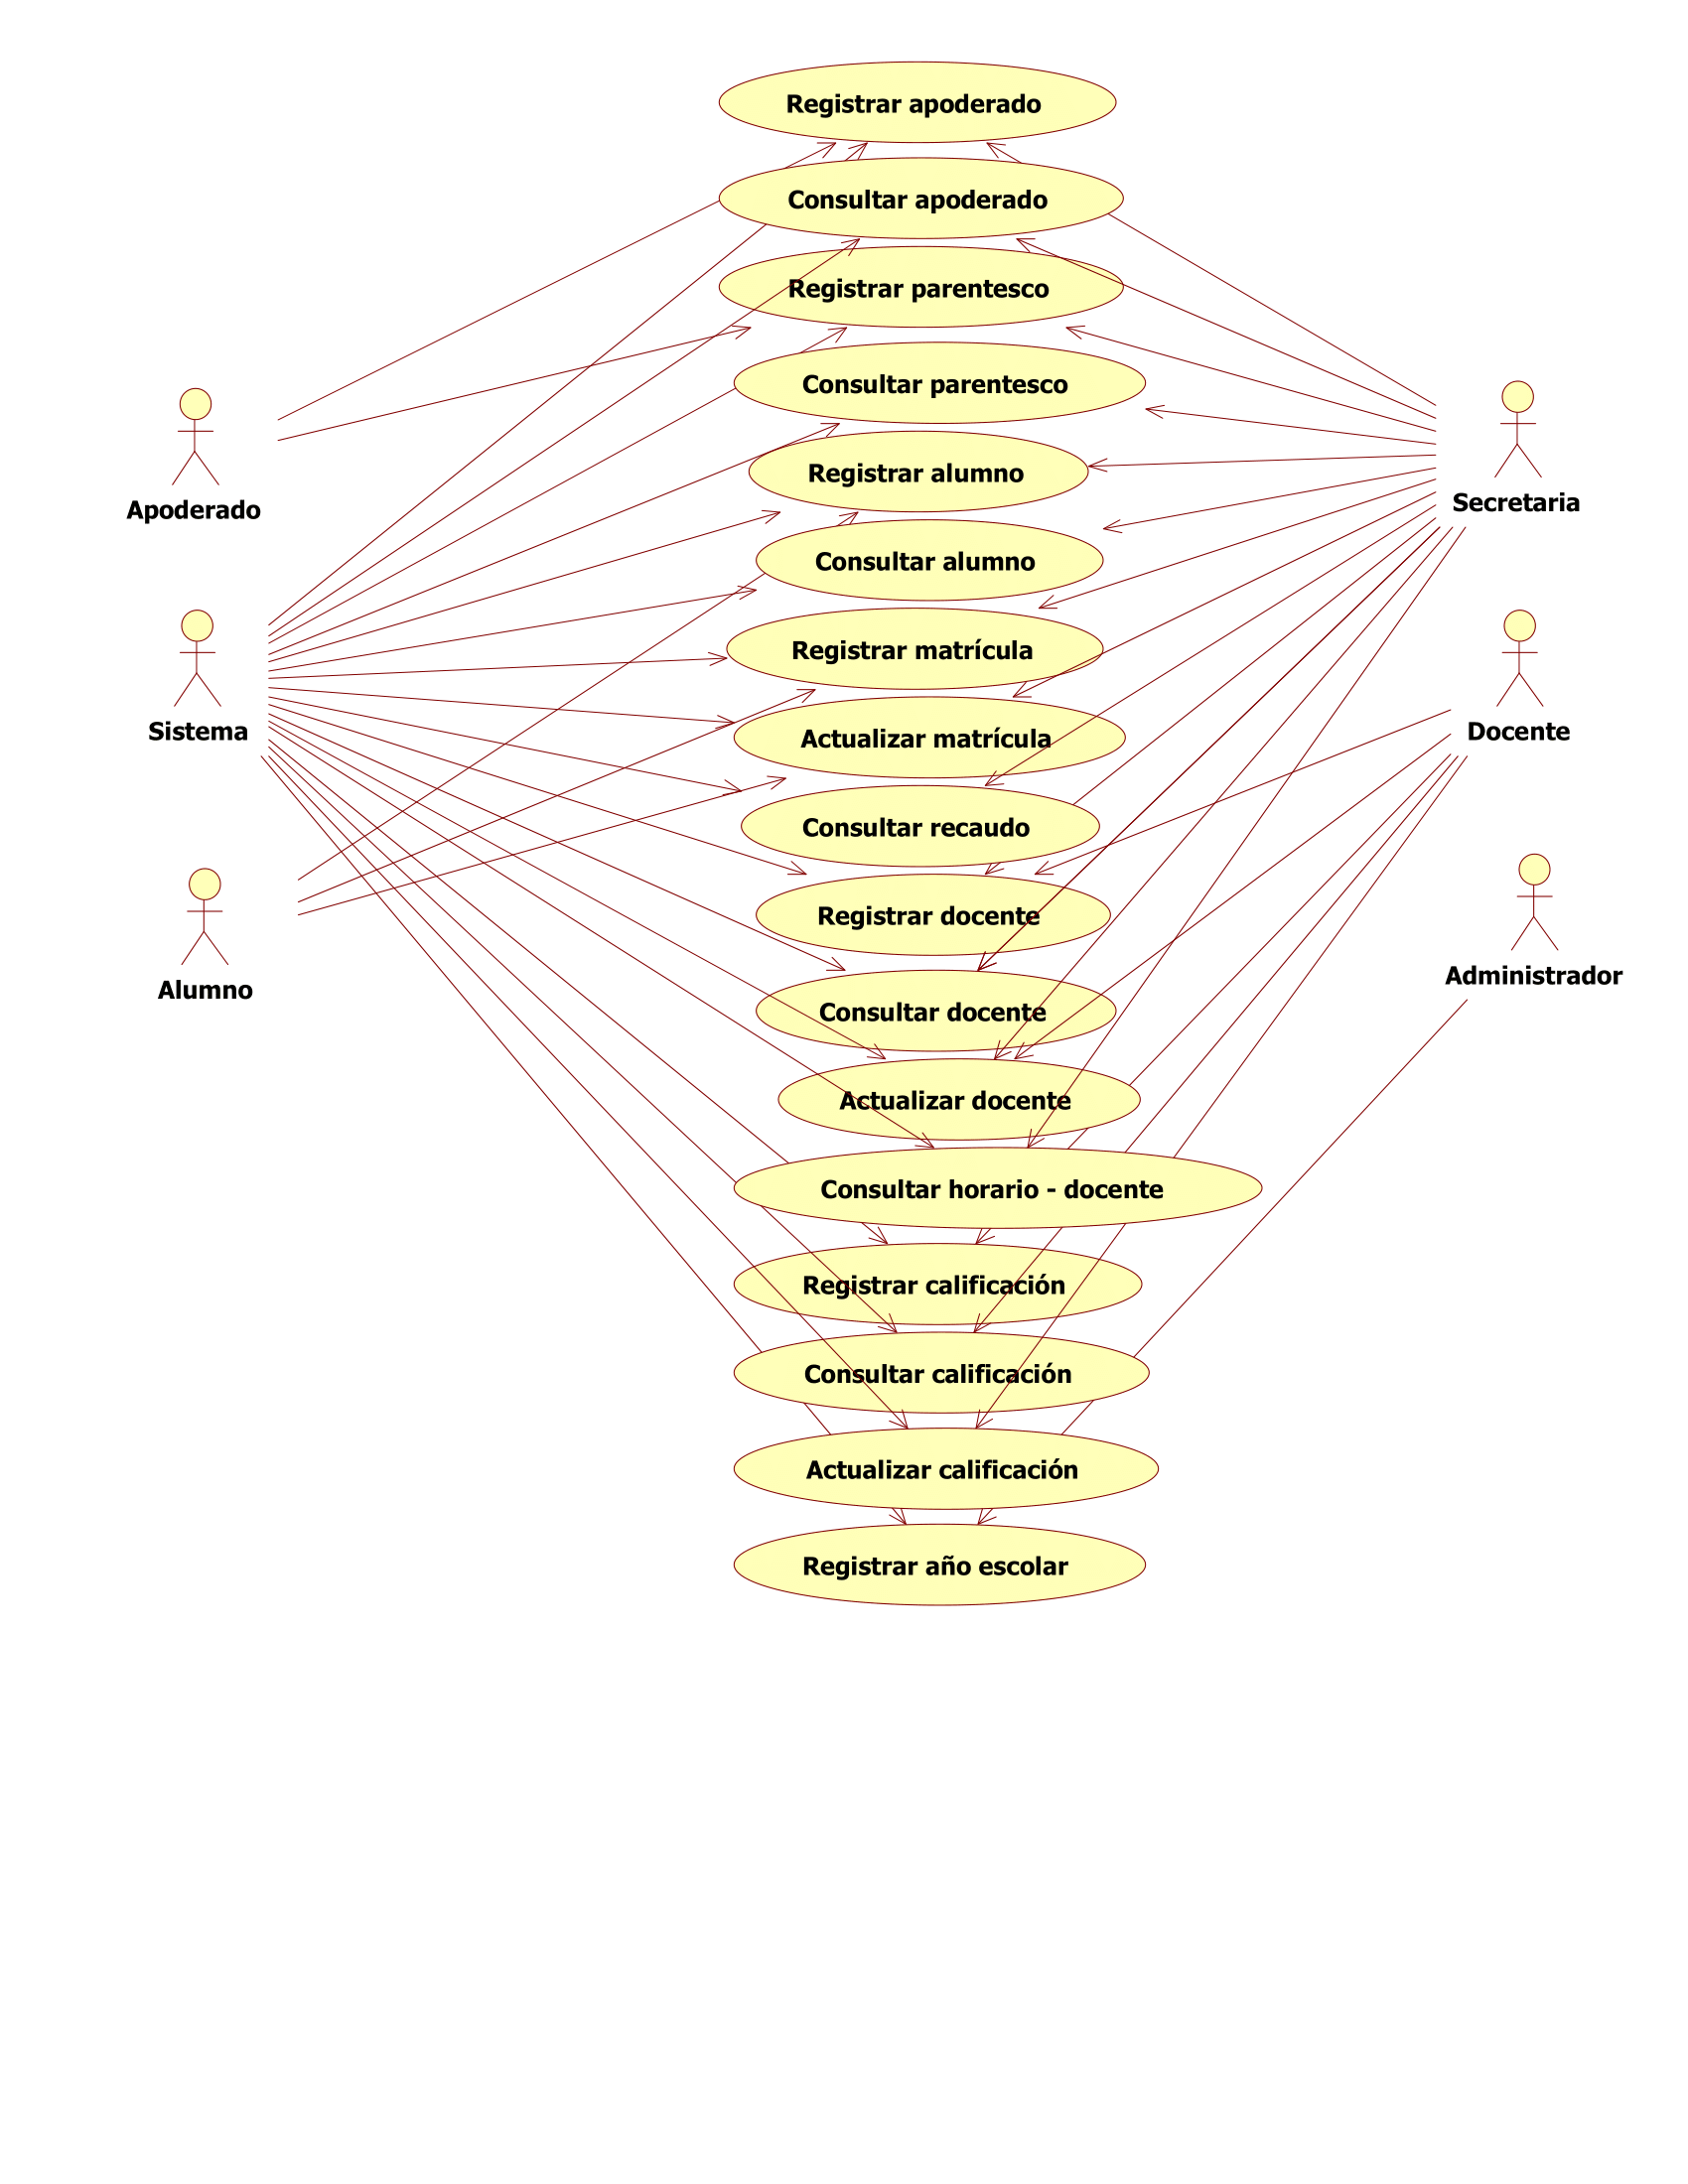 Registrar apoderado
Consultar apoderado
Registrar parentesco
Consultar parentesco
Registrar alumno
Consultar alumno
Registrar matrícula
Actualizar matrícula
Consultar recaudo
Registrar docente
Consultar docente
Actualizar docente
Consultar horario - docente
Registrar calificación
Consultar calificación
Actualizar calificación
Registrar año escolar
Apoderado
Sistema
Alumno
Secretaria
Docente
Administrador